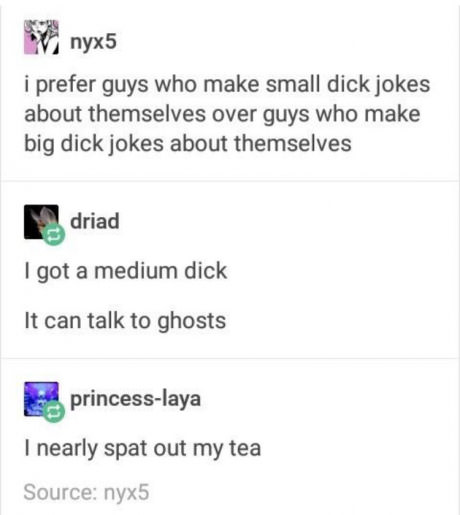 nyx5
i prefer guys who make small dick jokes
about themselves over guys who make
big dick jokes about themselves
driad
I got a medium dick
It can talk to ghosts
princess-laya
I nearly spat out my tea
Source: nyx5